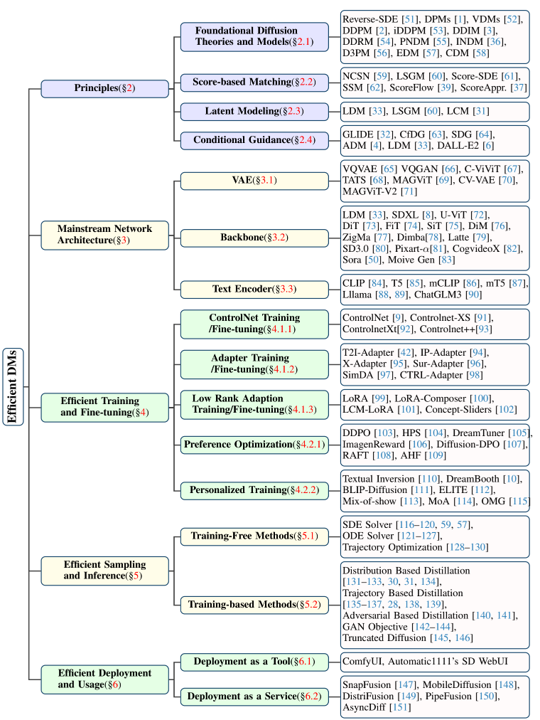 Efficient DMs
Principles(§2)
Foundational Diffusion
Theories and Models(§2.1)
Reverse-SDE [51], DPMs [1], VDMs [52],
DDPM [2], iDDPM [53], DDIM [3],
DDRM [54], PNDM [55], INDM [36],
D3PM [56], EDM [57], CDM [58]
Score-based Matching(§2.2)
NCSN [59], LSGM [60], Score-SDE [61],
SSM [62], ScoreFlow [39], ScoreAppr. [37]
Latent Modeling(§2.3)
LDM [33], LSGM [60], LCM [31]
Conditional Guidance(§2.4)
GLIDE [32], CfDG [63], SDG [64],
ADM [4], LDM [33], DALL-E2 [6]
Mainstream Network
Architecture(§3)
VAE(§3.1)
VQVAE [65] VQGAN [66], C-ViViT [67],
TATS [68], MAGViT [69], CV-VAE [70],
MAGViT-V2 [71]
Backbone(§3.2)
LDM [33], SDXL [8], U-ViT [72],
DiT [73], FiT [74], SiT [75], DiM [76],
ZigMa [77], Dimba[78], Latte [79],
SD3.0 [80], Pixart-α[81], CogvideoX [82],
Sora [50], Moive Gen [83]
Text Encoder(§3.3)
CLIP [84], T5 [85], mCLIP [86], mT5 [87],
Lllama [88, 89], ChatGLM3 [90]
Efficient Training
and Fine-tuning(§4)
ControlNet Training
/Fine-tuning(§4.1.1)
ControlNet [9], Controlnet-XS [91],
ControlnetXt[92], Controlnet++[93]
Adapter Training
/Fine-tuning(§4.1.2)
T2I-Adapter [42], IP-Adapter [94],
X-Adapter [95], Sur-Adapter [96],
SimDA [97], CTRL-Adapter [98]
Low Rank Adaption
Training/Fine-tuning(§4.1.3)
LoRA [99], LoRA-Composer [100],
LCM-LoRA [101], Concept-Sliders [102]
Preference Optimization(§4.2.1)
DDPO [103], HPS [104], DreamTuner [105],
ImagenReward [106], Diffusion-DPO [107],
RAFT [108], AHF [109]
Personalized Training(§4.2.2)
Textual Inversion [110], DreamBooth [10],
BLIP-Diffusion [111], ELITE [112],
Mix-of-show [113], MoA [114], OMG [115]
Efficient Sampling
and Inference(§5)
Training-Free Methods(§5.1)
SDE Solver [116–120, 59, 57],
ODE Solver [121–127],
Trajectory Optimization [128–130]
Training-based Methods(§5.2)
Distribution Based Distillation
[131–133, 30, 31, 134],
Trajectory Based Distillation
[135–137, 28, 138, 139],
Adversarial Based Distillation [140, 141],
GAN Objective [142–144],
Truncated Diffusion [145, 146]
Efficient Deployment
and Usage(§6)
Deployment as a Tool(§6.1)
ComfyUI, Automatic1111's SD WebUI
Deployment as a Service(§6.2)
SnapFusion [147], MobileDiffusion [148],
DistriFusion [149], PipeFusion [150],
AsyncDiff [151]